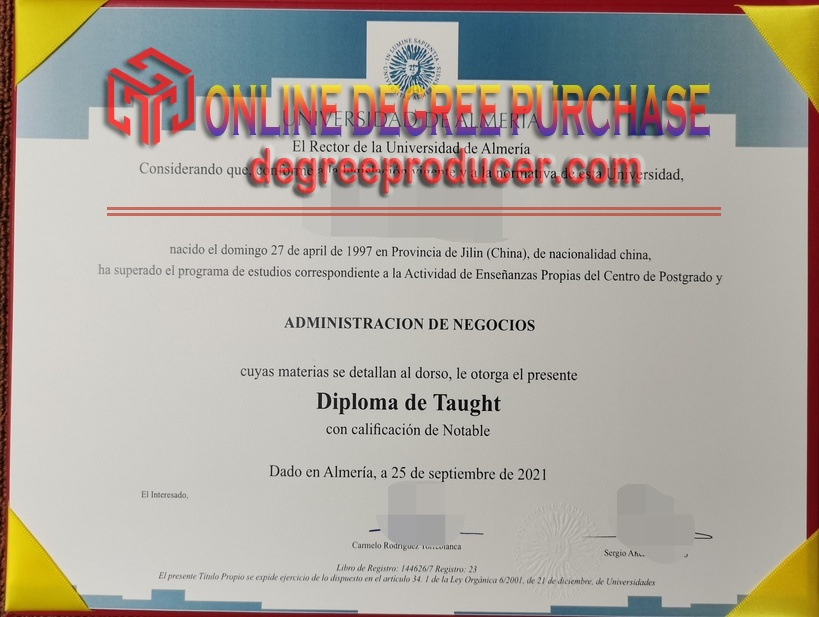 IN LUMINE SAPIENTIA
ONLINE DEGREE PURCHASE
UNIVERSIDAD DE ALMERÍA
El Rector de la Universidad de Almería
degreeproducer.com
Considerando que, conforme a la legislación vigente y a la normativa de esta Universidad,
nacido el domingo 27 de april de 1997 en Provincia de Jilin (China), de nacionalidad china,
ha superado el programa de estudios correspondiente a la Actividad de Enseñanzas Propias del Centro de Postgrado y
ADMINISTRACION DE NEGOCIOS
cuyas materias se detallan al dorso, le otorga el presente
Diploma de Taught
con calificación de Notable
Dado en Almería, a 25 de septiembre de 2021
El Interesado,
Carmelo Rodríguez
Sergio
Libro de Registro: 144626/7 Registro: 23
El presente Título Propio se expide ejercicio de lo dispuesto en el artículo 34. 1 de la Ley Orgánica 6/2001, de 21 de diciembre, de Universidades